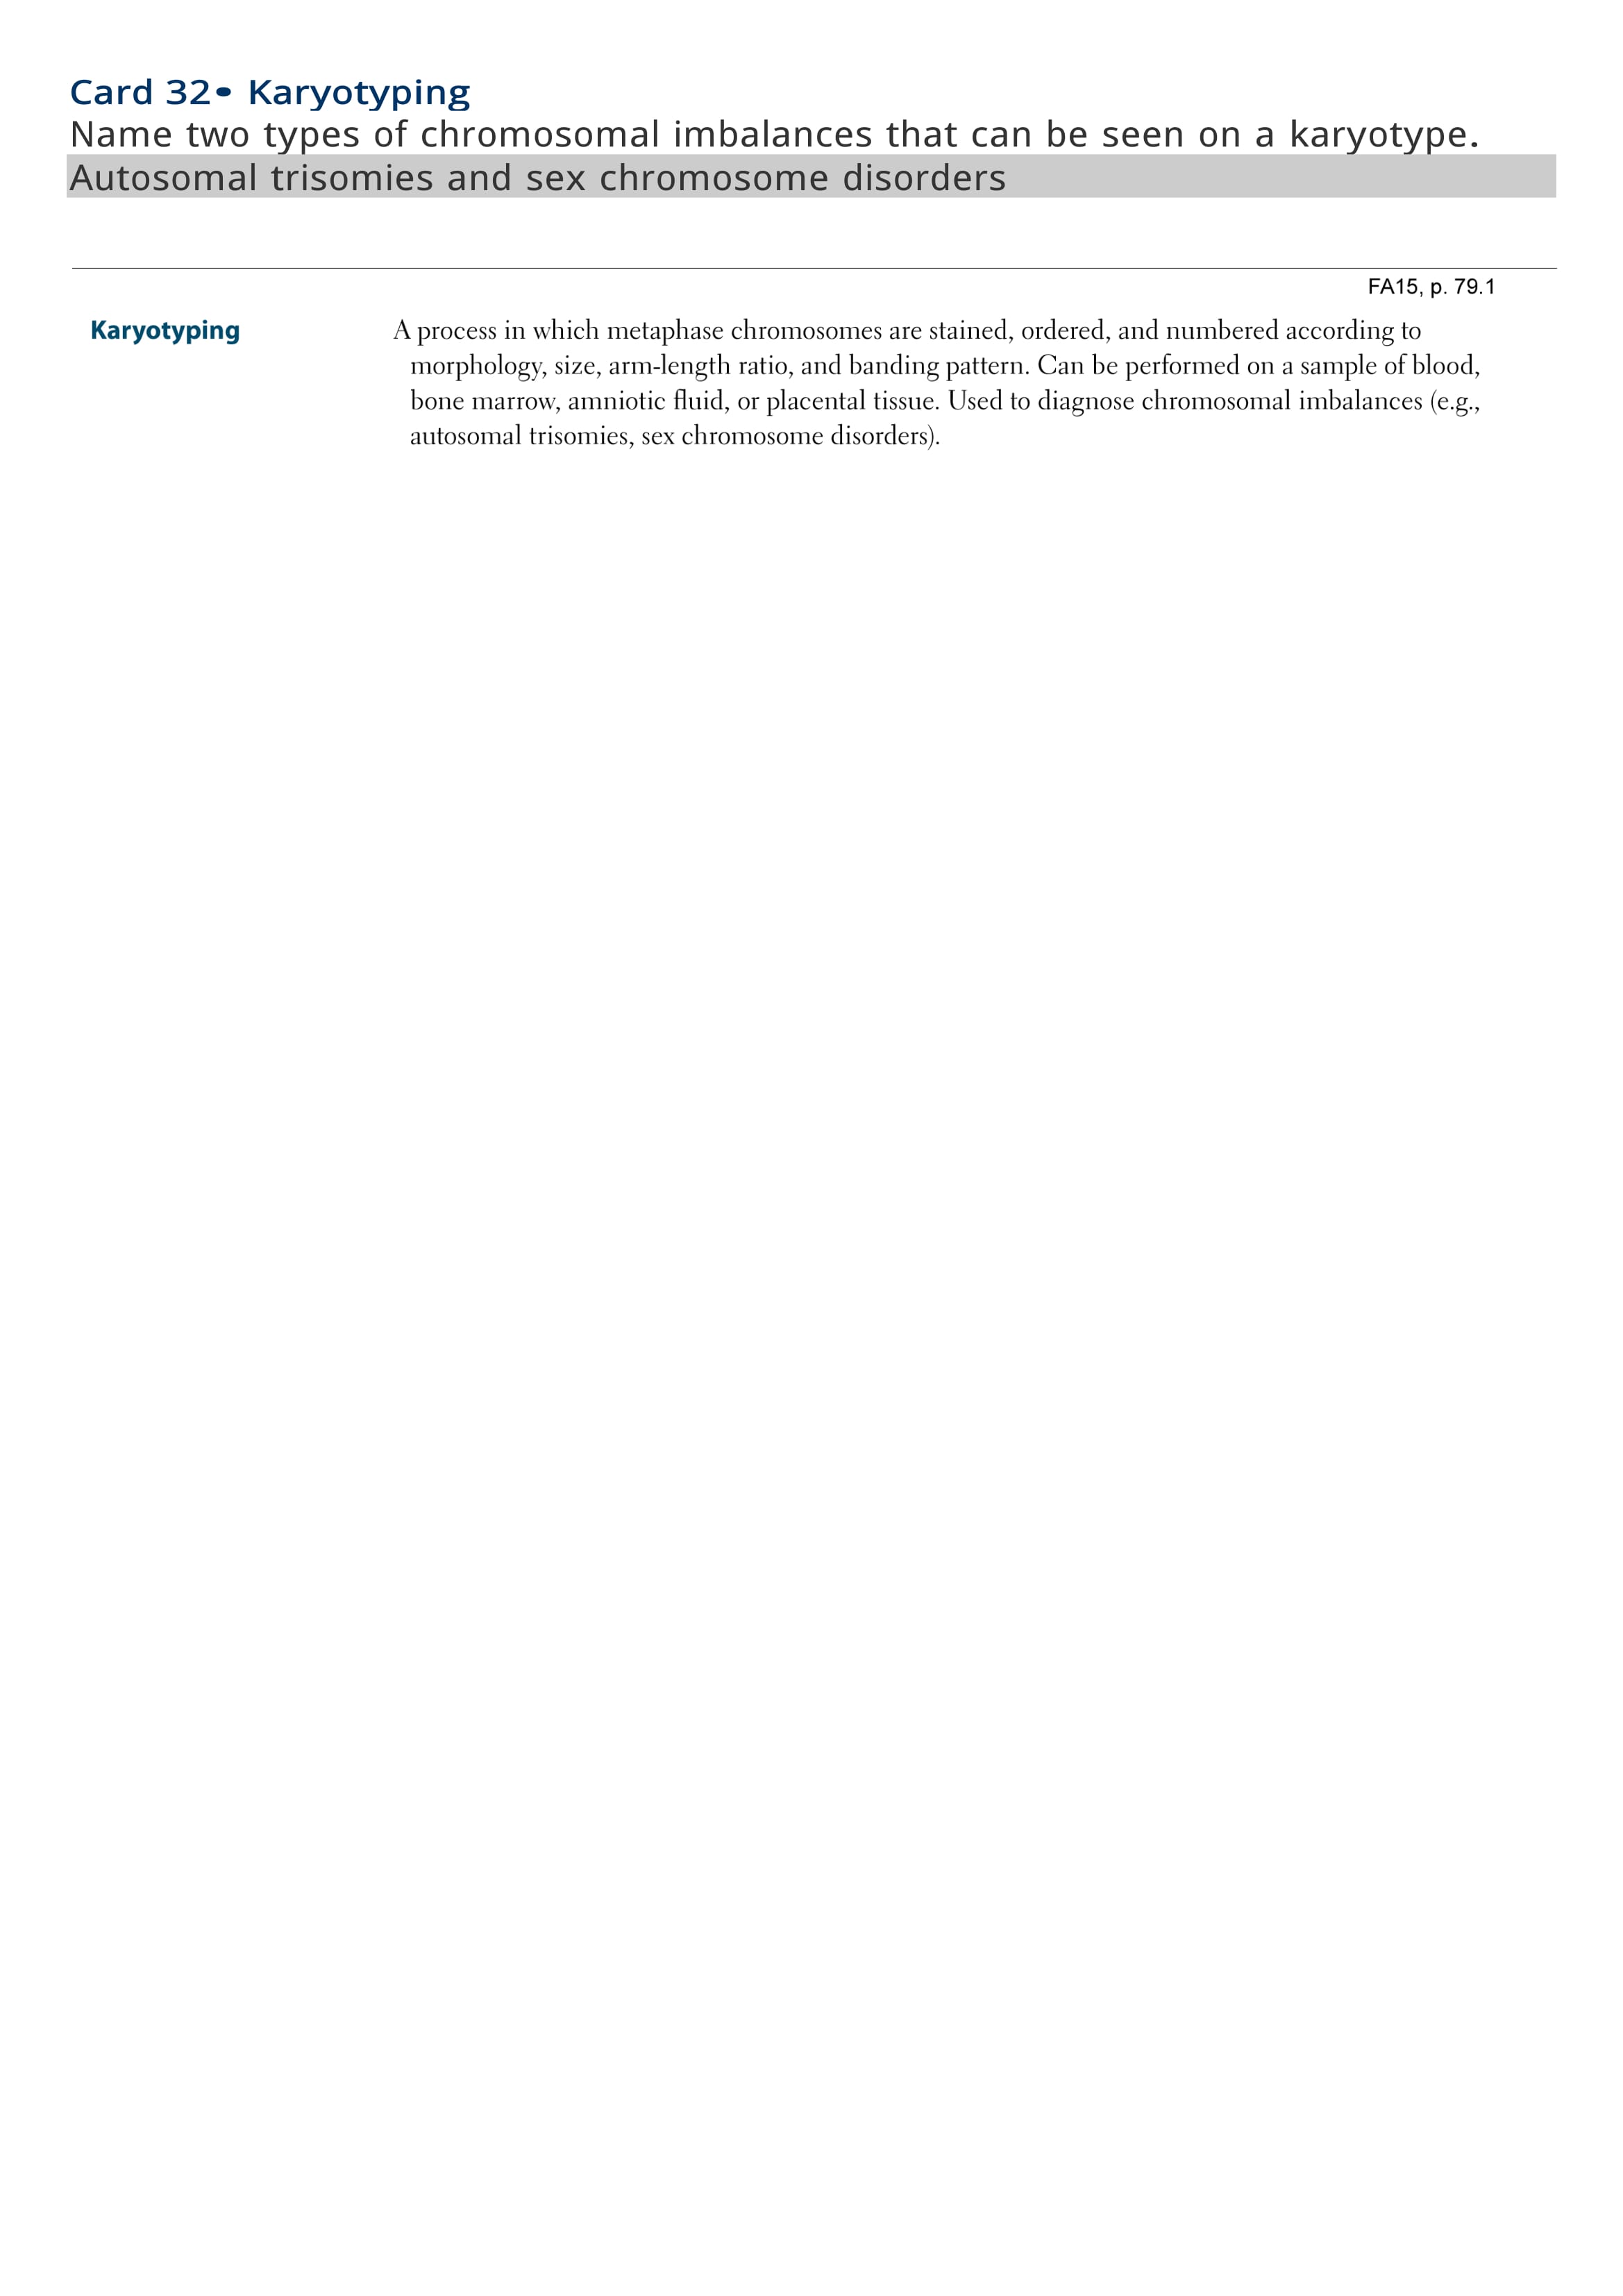 Card 32• Karyotyping
Name two types of chromosomal imbalances that can be seen on a karyotype.
Autosomal trisomies and sex chromosome disorders
FA15, p. 79.1
Karyotyping
A process in which metaphase chromosomes are stained, ordered, and numbered according to
morphology, size, arm-length ratio, and banding pattern. Can be performed on a sample of blood,
bone marrow, amniotic fluid, or placental tissue. Used to diagnose chromosomal imbalances (e.g.,
autosomal trisomies, sex chromosome disorders).